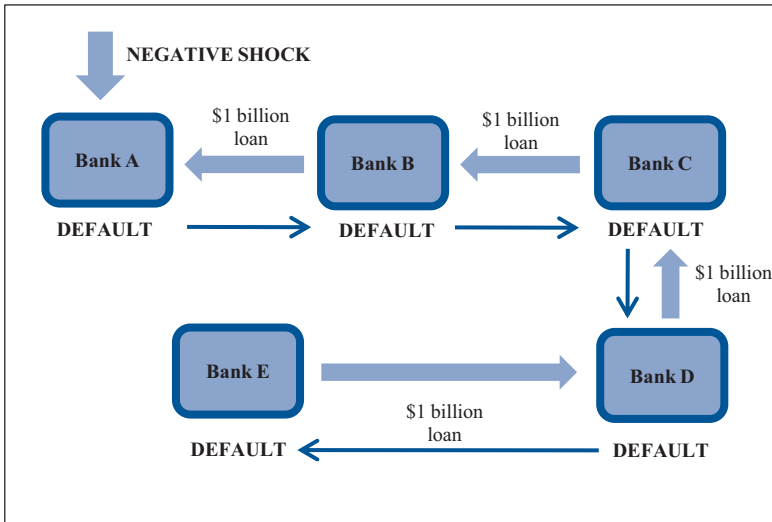 NEGATIVE SHOCK
$1 billion
loan
$1 billion
loan
Bank A
Bank B
Bank C
DEFAULT
DEFAULT
DEFAULT
$1 billion
loan
Bank E
Bank D
$1 billion
loan
DEFAULT
DEFAULT